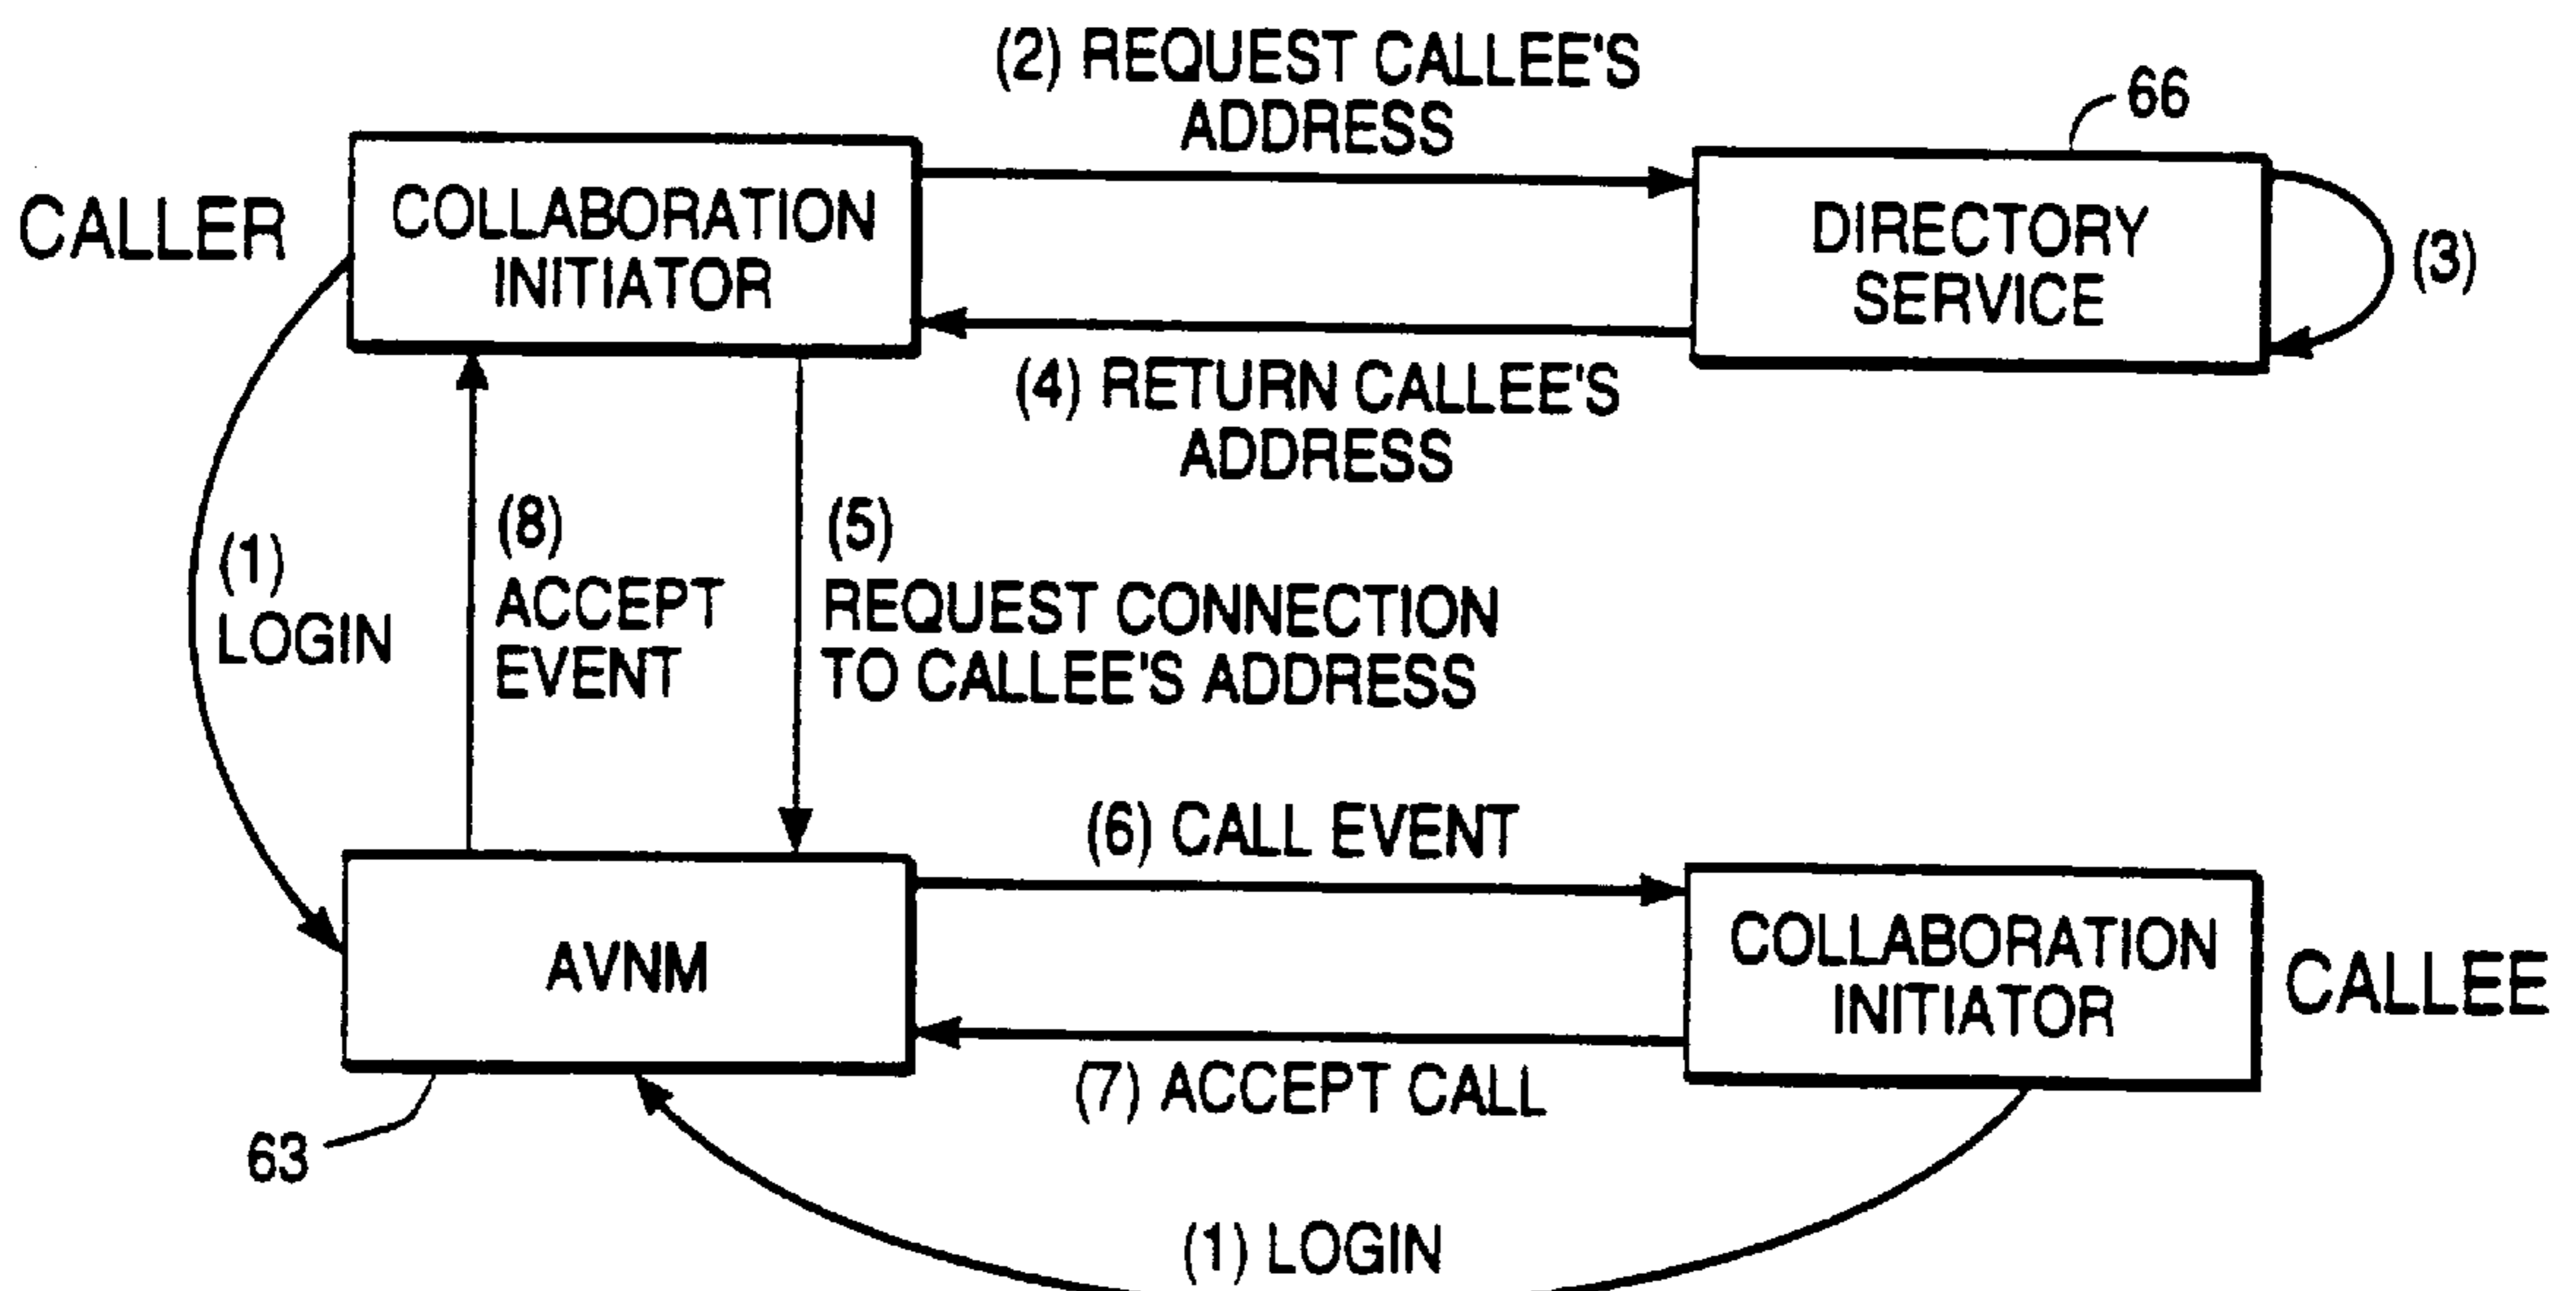 (2) REQUEST CALLEE'S
ADDRESS
66
CALLER
COLLABORATION
INITIATOR
DIRECTORY
SERVICE
(3)
(4) RETURN CALLEE'S
ADDRESS
(1)
LOGIN
(8)
ACCEPT
EVENT
(5)
REQUEST CONNECTION
TO CALLEE'S ADDRESS
(6) CALL EVENT
AVNM
COLLABORATION
INITIATOR
CALLEE
(7) ACCEPT CALL
63
(1) LOGIN